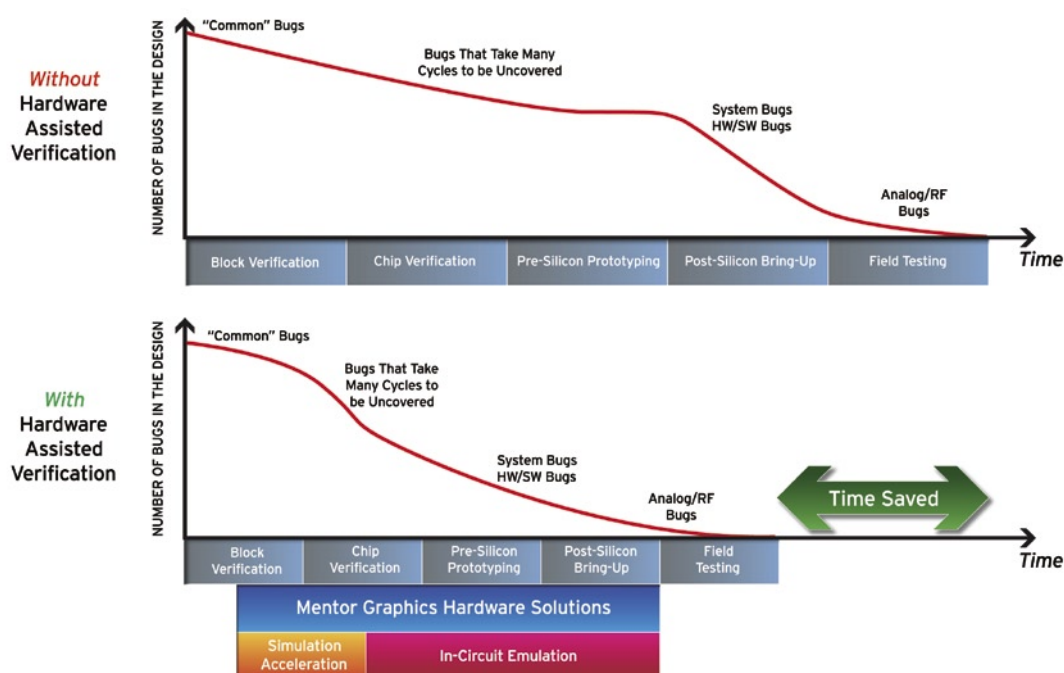 Without
Hardware
Assisted
Verification
NUMBER OF BUGS IN THE DESIGN
“Common” Bugs
Bugs That Take Many
Cycles to be Uncovered
System Bugs
HW/SW Bugs
Analog/RF
Bugs
Time
Block Verification
Chip Verification
Pre-Silicon Prototyping
Post-Silicon Bring-Up
Field Testing
With
Hardware
Assisted
Verification
NUMBER OF BUGS IN THE DESIGN
“Common” Bugs
Bugs That Take
Many Cycles to
be Uncovered
System Bugs
HW/SW Bugs
Analog/RF
Bugs
Time Saved
Time
Block
Verification
Chip
Verification
Pre-Silicon
Prototyping
Post-Silicon
Bring-Up
Field
Testing
Mentor Graphics Hardware Solutions
Simulation
Acceleration
In-Circuit Emulation